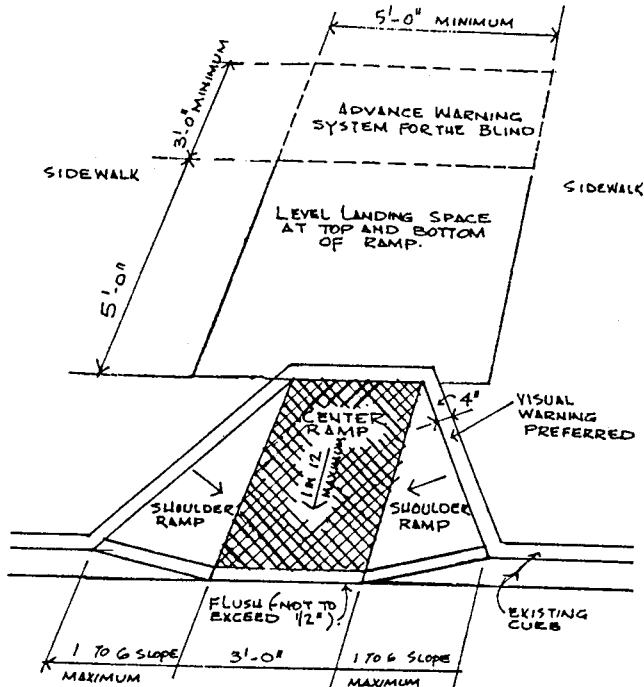 5'-0" MINIMUM
3'-0" MINIMUM
ADVANCE WARNING
SYSTEM FOR THE BLIND
SIDEWALK
SIDEWALK
LEVEL LANDING SPACE
AT TOP AND BOTTOM
OF RAMP.
5'-0"
4"
CENTER
RAMP
VISUAL
WARNING
PREFERRED
1 IN 12
MAXIMUM
SHOULDER
RAMP
SHOULDER
RAMP
FLUSH (NOT TO
EXCEED 1/2")
EXISTING
CURB
1 TO 6 SLOPE
MAXIMUM
3'-0"
1 TO 6 SLOPE
MAXIMUM